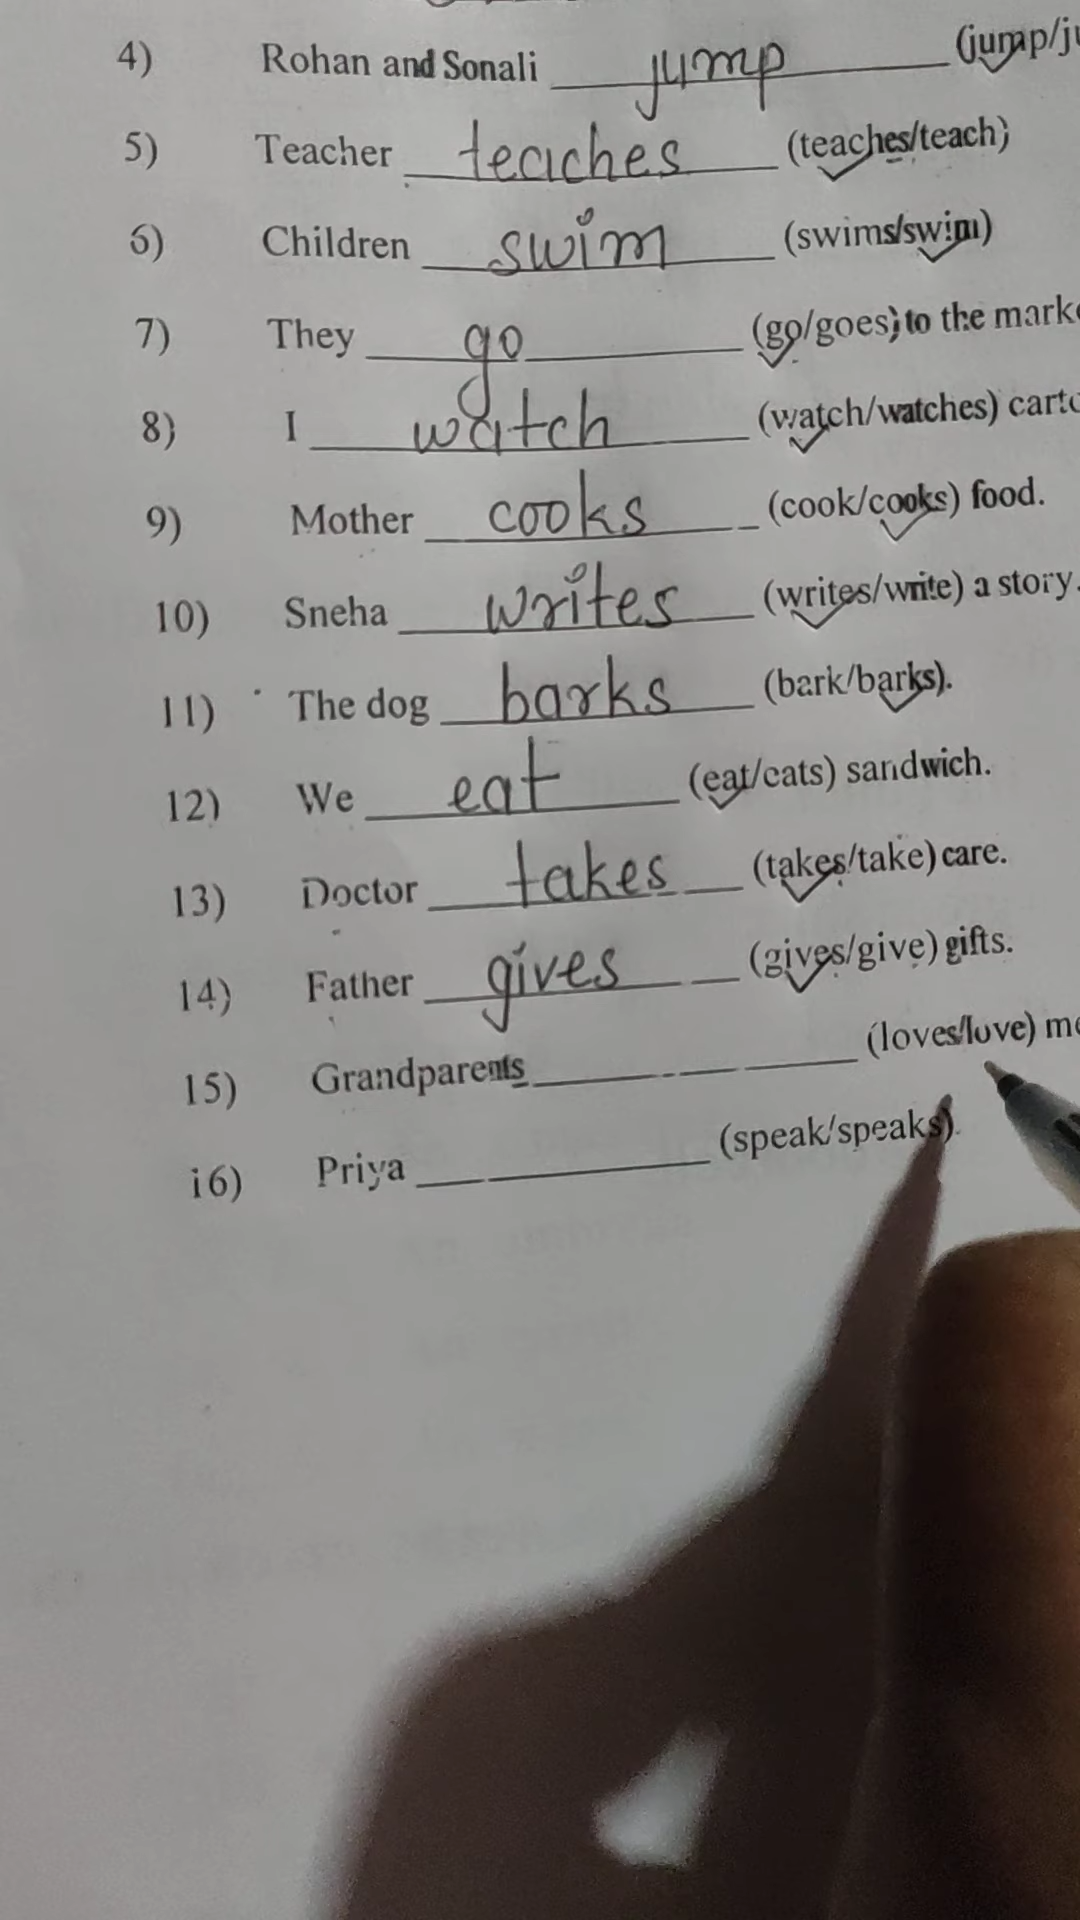 4) Rohan and Sonali jump (jump/
5) Teacher teaches (teaches/teach)
6) Children swim (swims/swim)
7) They go (go/goes) to the
8) I watch (watch/watches)
9) Mother cooks (cook/cooks) food.
10) Sneha writes (writes/write) a story.
11) The dog barks (bark/barks).
12) We eat (eat/eats) sandwich.
13) Doctor takes (takes/take) care.
14) Father gives (gives/give) gifts.
15) Grandparents (loves/love)
16) Priya (speak/speaks).